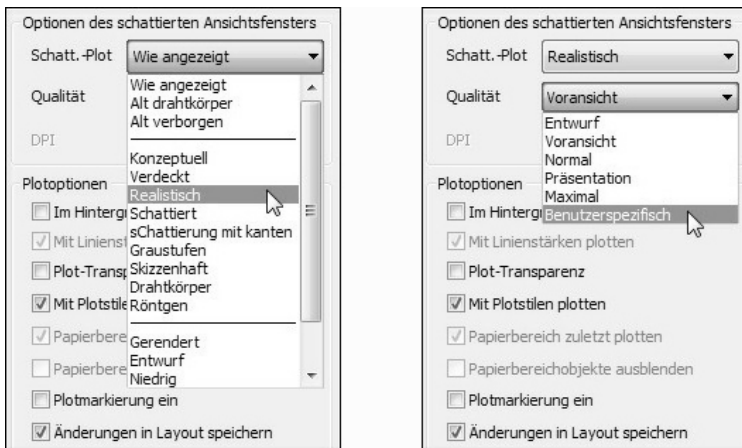 Optionen des schattierten Ansichtsfensters
Schatt.-Plot Wie angezeigt
Wie angezeigt
Qualität
Alt drahtkörper
Alt verborgen
DPI
Konzeptuell
Verdeckt
Plotoptionen
Realistisch
Im Hintergr
Schattiert
sChattierung mit kanten
Mit Linienst
Graustufen
Plot-Transp
Skizzenhaft
Drahtkörper
Mit Plotstile
Röntgen
Papierbere
Gerendert
Entwurf
Papierbere
Niedrig
Plotmarkierung ein
Änderungen in Layout speichern
Optionen des schattierten Ansichtsfensters
Schatt.-Plot Realistisch
Qualität Voransicht
Entwurf
DPI
Voransicht
Normal
Präsentation
Plotoptionen
Maximal
Im Hintergr
Benutzerspezifisch
Mit Linienstärken plotten
Plot-Transparenz
Mit Plotstilen plotten
Papierbereich zuletzt plotten
Papierbereichobjekte ausblenden
Plotmarkierung ein
Änderungen in Layout speichern